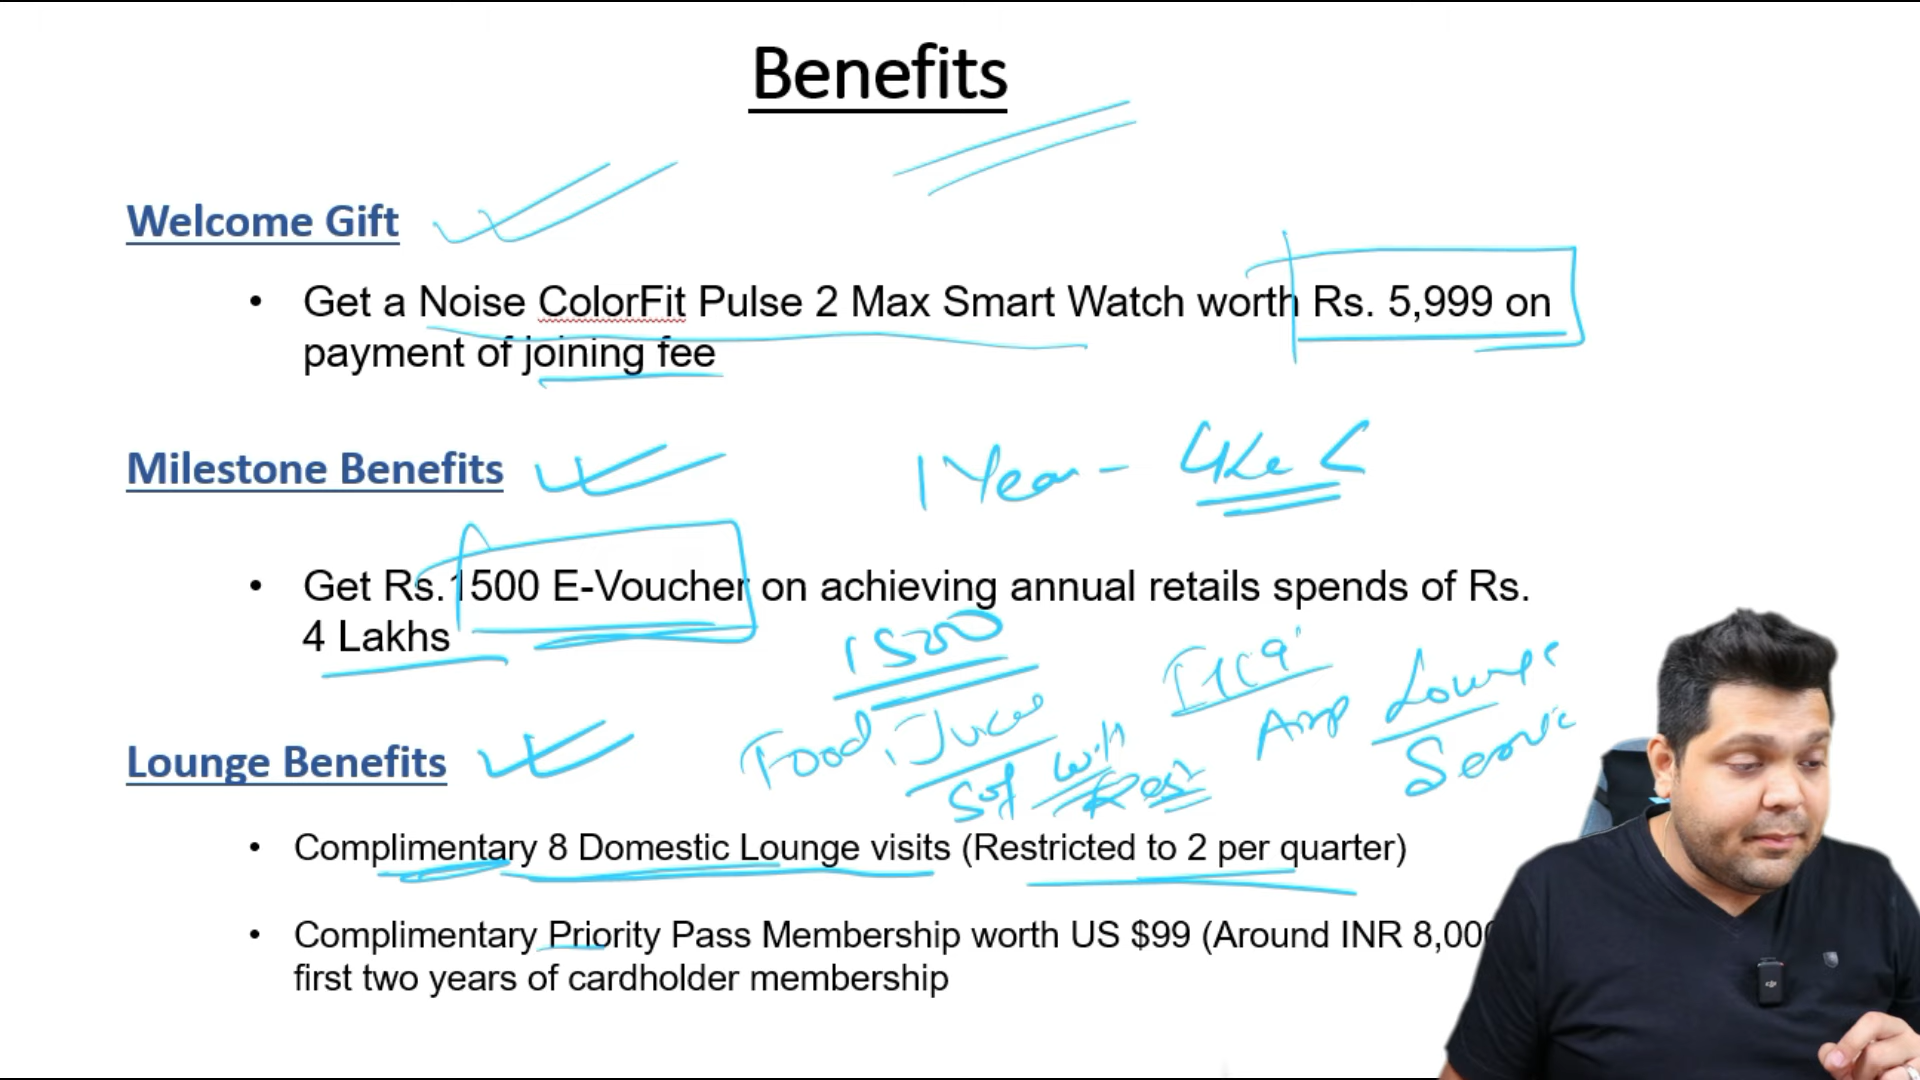 Benefits
Welcome Gift
• Get a Noise ColorFit Pulse 2 Max Smart Watch worth Rs. 5,999 on
payment of joining fee
Milestone Benefits
1 Year -
• Get Rs.1500 E-Voucher on achieving annual retails spends of Rs.
4 Lakhs
1500
Food, Juice
Lounge
Lounge Benefits
• Complimentary 8 Domestic Lounge visits (Restricted to 2 per quarter)
• Complimentary Priority Pass Membership worth US $99 (Around INR 8,000
first two years of cardholder membership